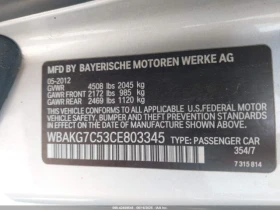 MFD BY BAYERISCHE MOTOREN WERKE AG
05-2012
GVWR 4508 lbs 2045 kg
GAWR FRONT 2172 lbs 985 kg
GAWR REAR 2469 lbs 1120 kg
THIS VEHICLE CONFORMS TO ALL APPLICABLE FEDERAL MOTOR VEHICLE SAFETY,
BUMPER AND THEFT PREVENTION STANDARDS IN EFFECT ON THE DATE
OF MANUFACTURE SHOWN ABOVE.
WBAKG7C53CE803345 TYPE: PASSENGER CAR
354/7
7 315 814